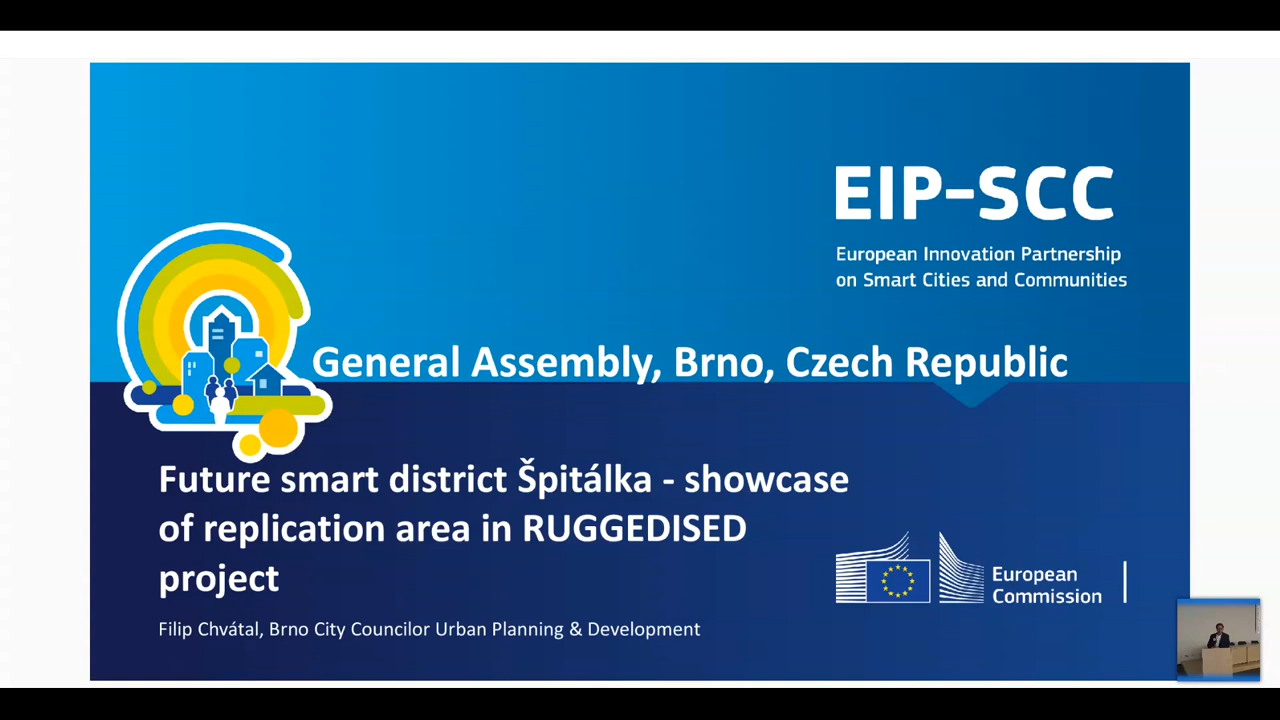 EIP-SCC
European Innovation Partnership
on Smart Cities and Communities
General Assembly, Brno, Czech Republic
Future smart district Špitálka - showcase
of replication area in RUGGEDISED
project
European
Commission
Filip Chvátal, Brno City Councilor Urban Planning & Development